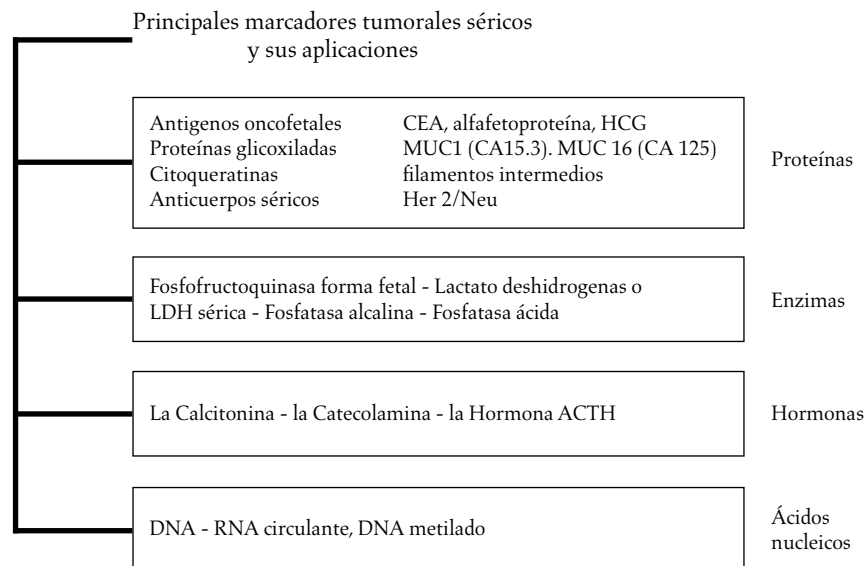 Principales marcadores tumorales séricos
y sus aplicaciones
Antigenos oncofetales CEA, alfafetoproteína, HCG
Proteínas glicoxiladas MUC1 (CA15.3). MUC 16 (CA 125)
Citoqueratinas filamentos intermedios
Anticuerpos séricos Her 2/Neu
Proteínas
Fosfofructoquinasa forma fetal - Lactato deshidrogenas o
LDH sérica - Fosfatasa alcalina - Fosfatasa ácida
Enzimas
La Calcitonina - la Catecolamina - la Hormona ACTH
Hormonas
DNA - RNA circulante, DNA metilado
Ácidos
nucleicos